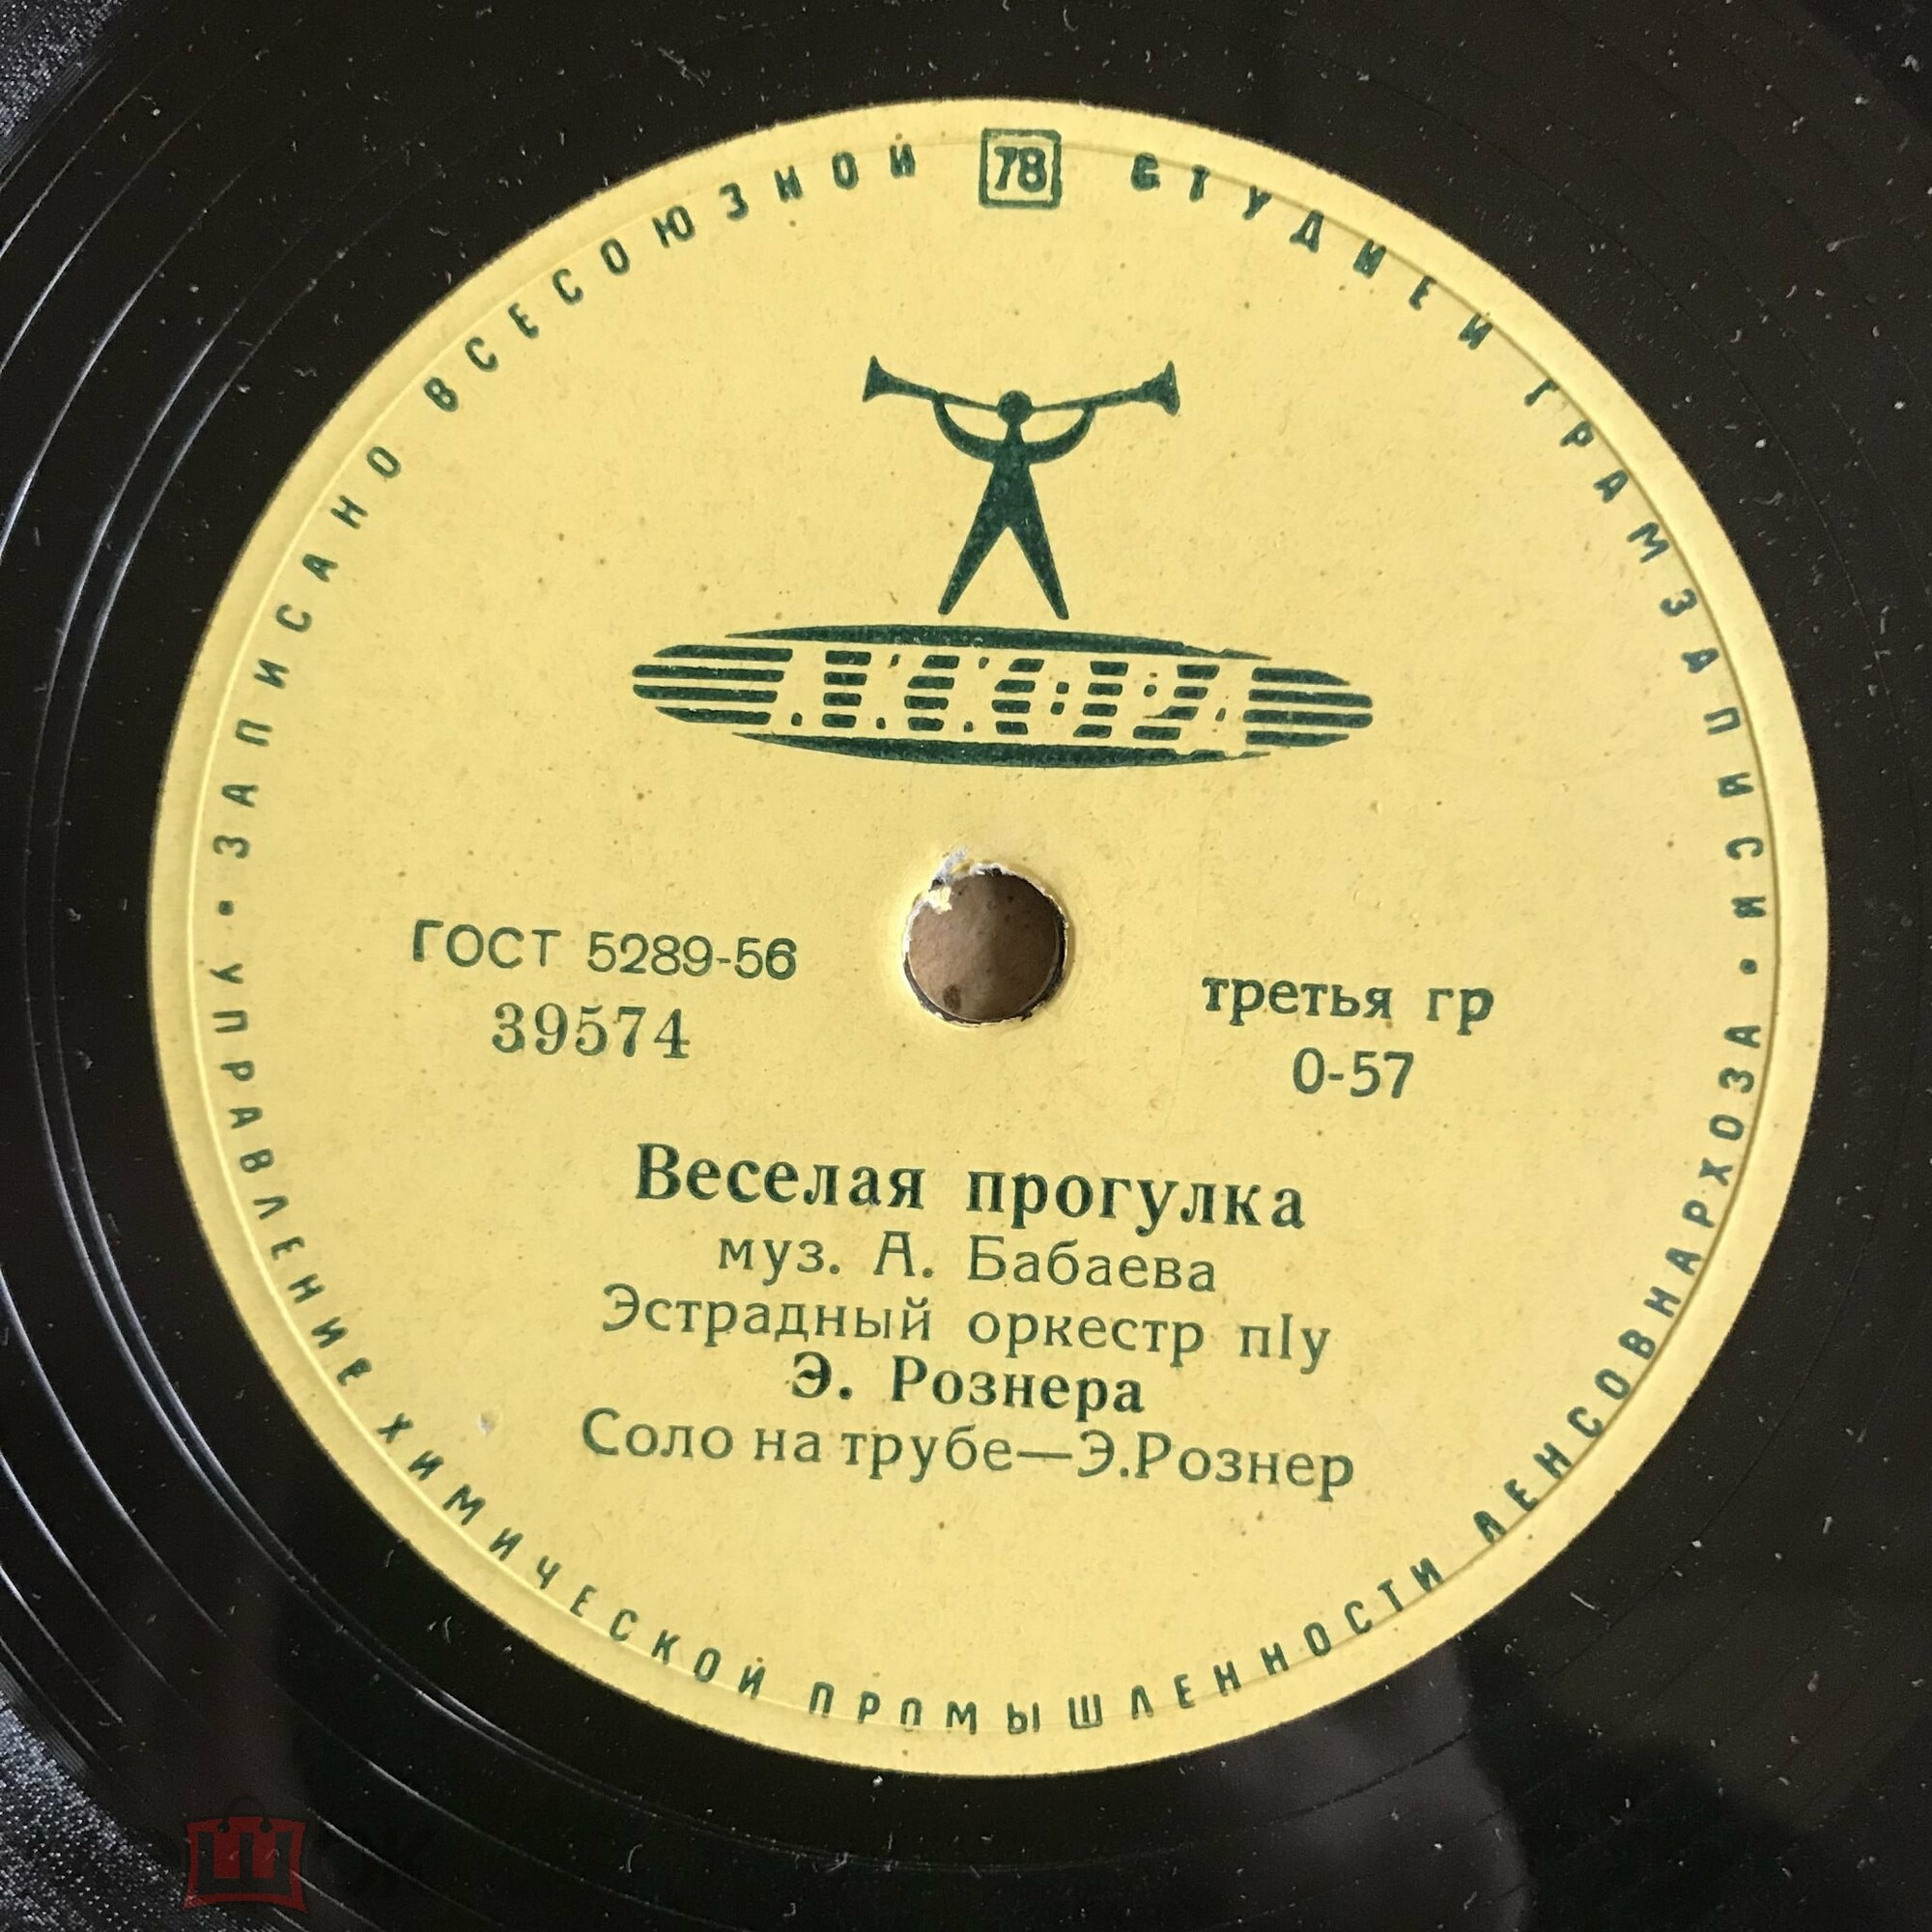 ЗАПИСАНО ВСЕСОЮЗНОЙ 78 СТУДИЕЙ ГРАМЗАПИСИ •
АККОРД
ГОСТ 5289-56
39574
третья гр
0-57
Веселая прогулка
муз. А. Бабаева
Эстрадный оркестр п/у
Э. Рознера
Соло на трубе—Э.Рознер
УПРАВЛЕНИЕ ХИМИЧЕСКОЙ ПРОМЫШЛЕННОСТИ ЛЕНСОВНАРХОЗА •